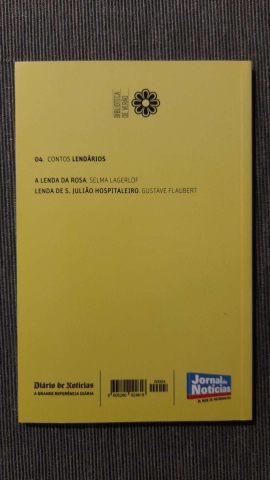 BIBLIOTECA
DE VERÃO
04. CONTOS LENDÁRIOS
A LENDA DA ROSA. SELMA LAGERLÖF
LENDA DE S. JULIÃO HOSPITALEIRO. GUSTAVE FLAUBERT
00004
Diário de Notícias
A GRANDE REFERÊNCIA DIÁRIA
Jornal de
Notícias